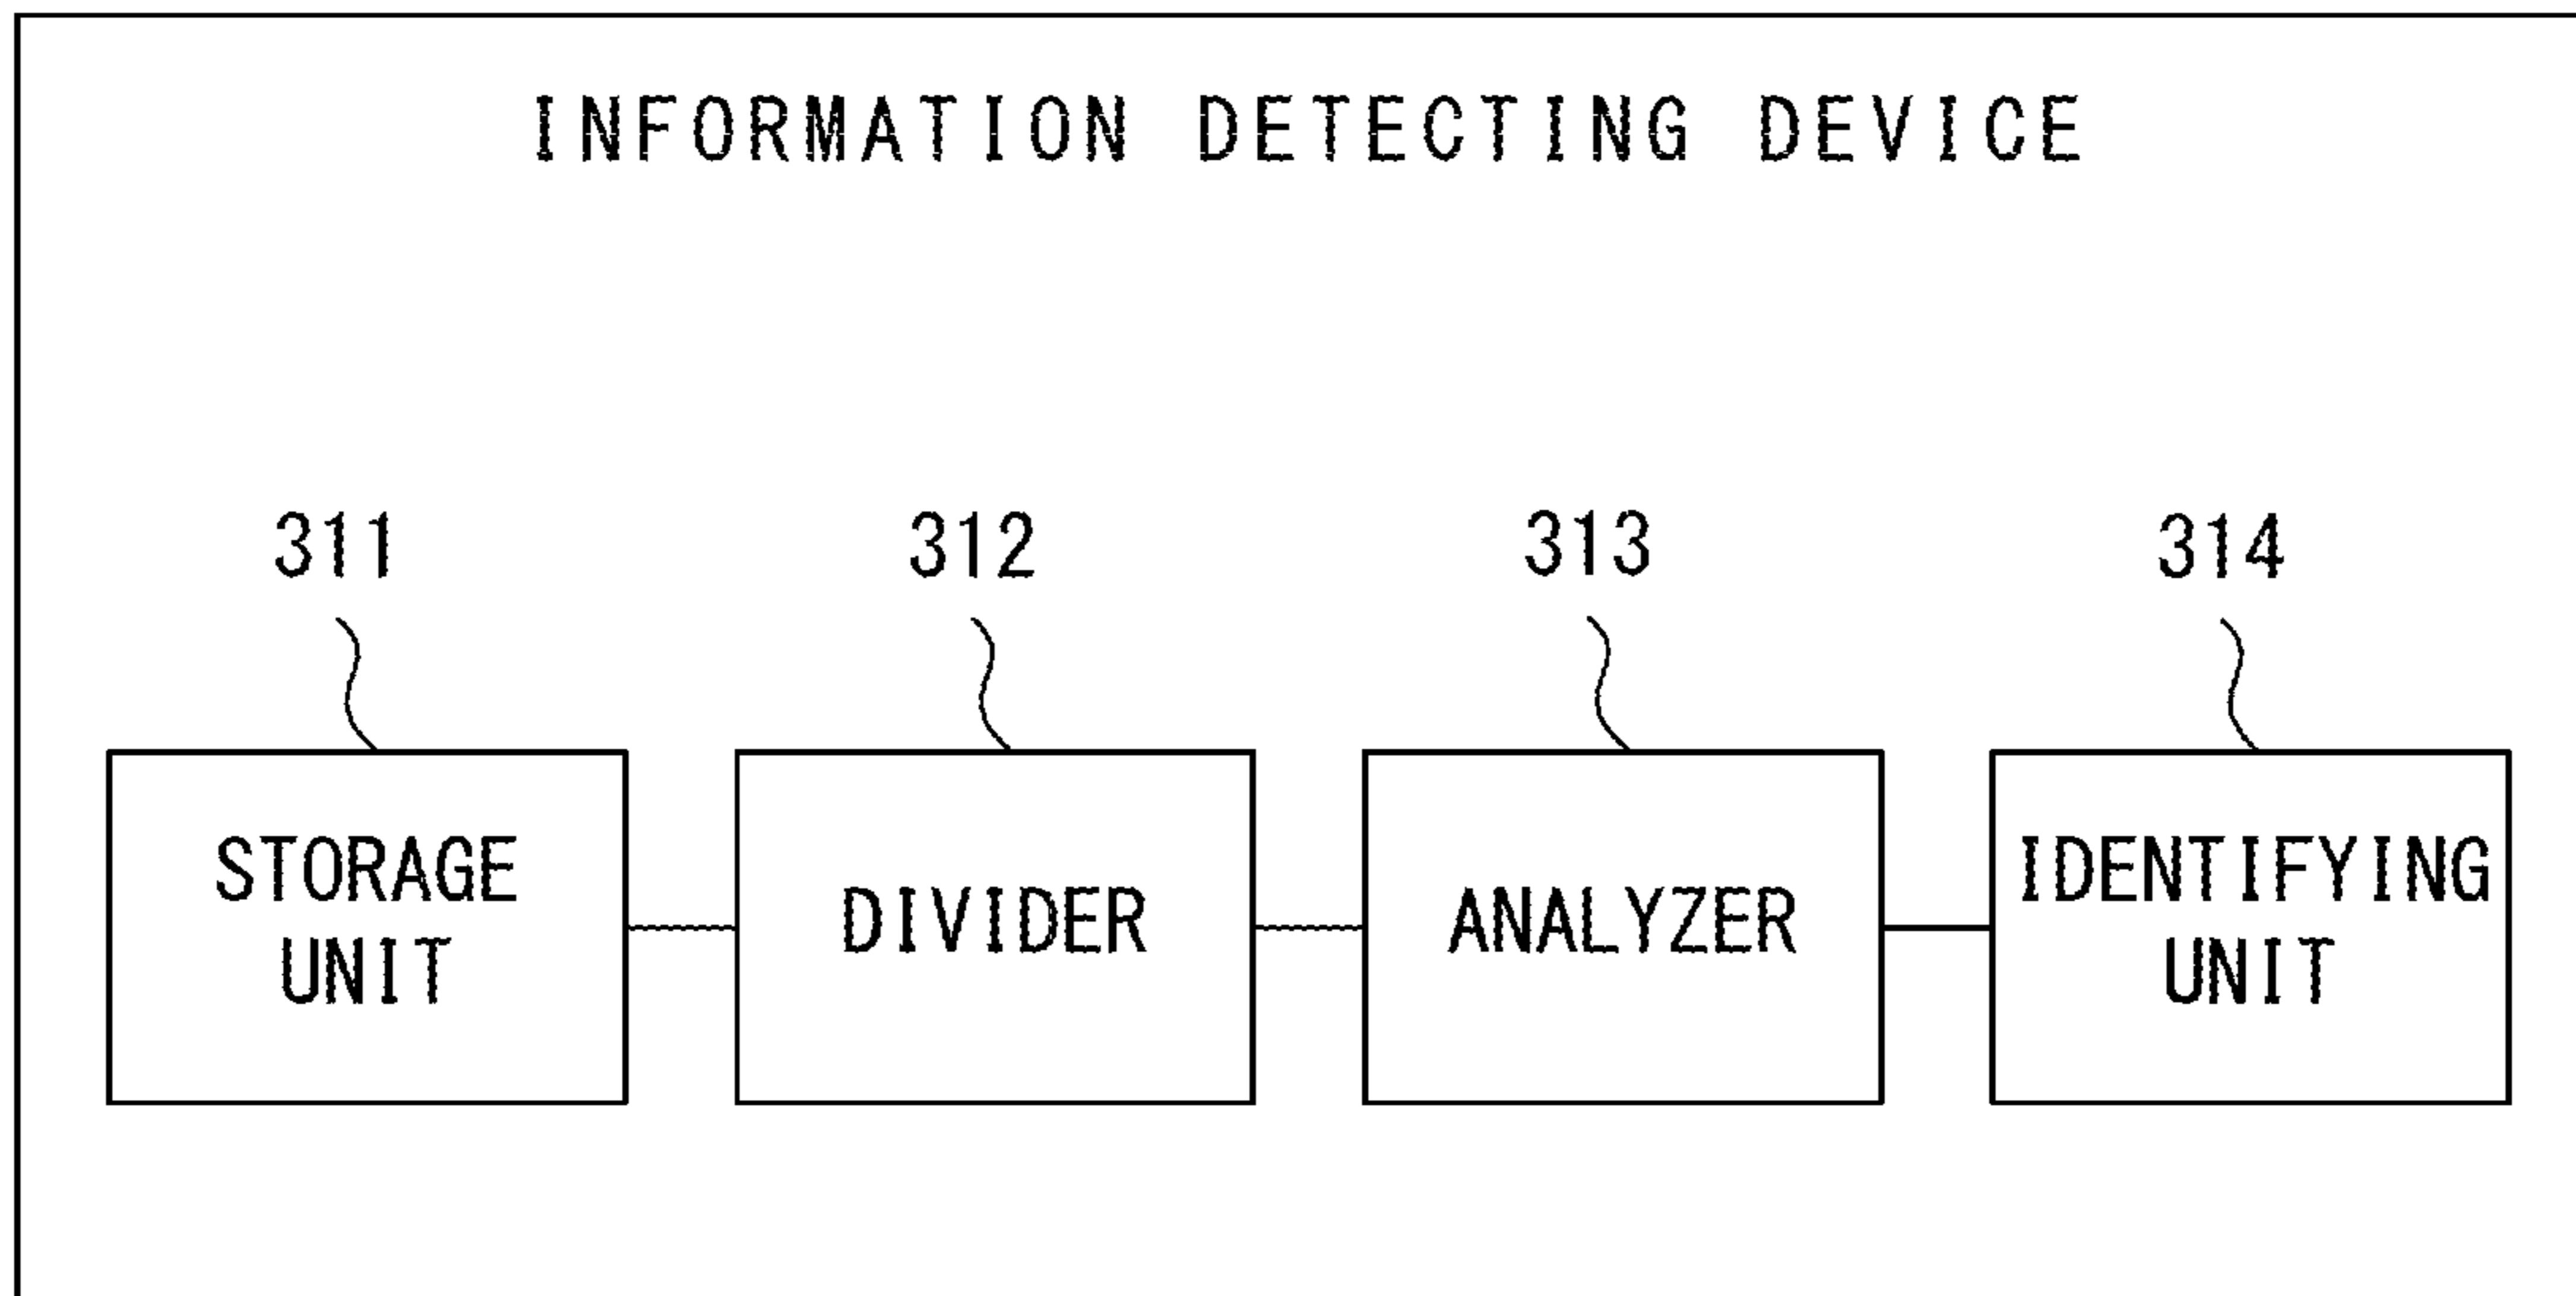 INFORMATION DETECTING DEVICE
311
312
313
314
STORAGE
UNIT
DIVIDER
ANALYZER
IDENTIFYING
UNIT